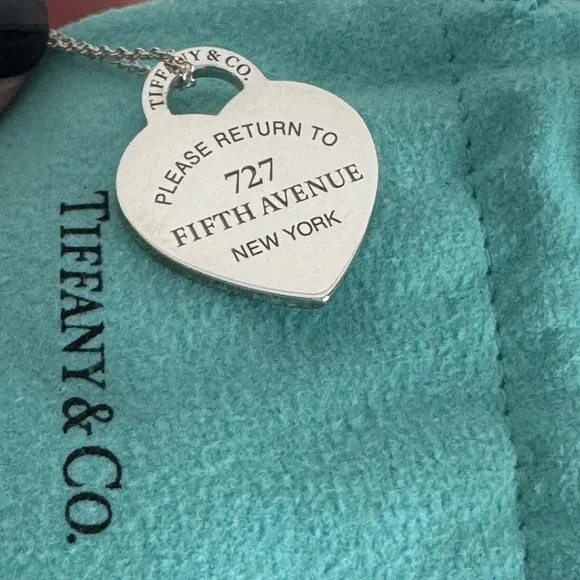 TIFFANY & CO.
PLEASE RETURN TO
727
FIFTH AVENUE
NEW YORK
TIFFANY & CO.